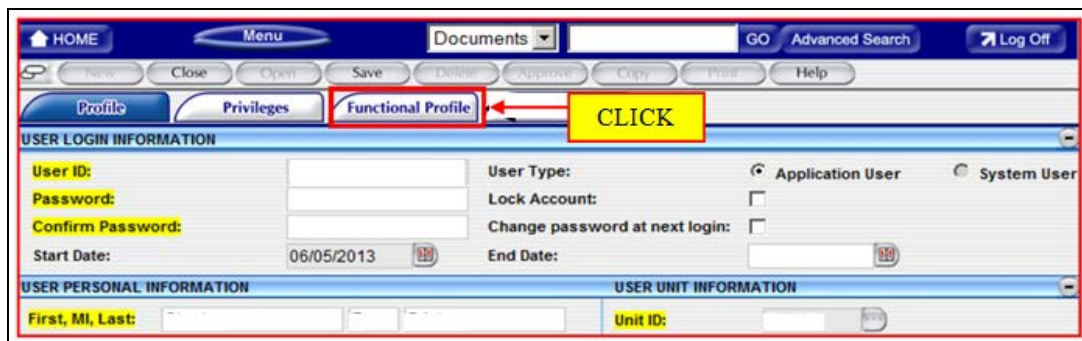 HOME Menu Documents GO Advanced Search Log Off
New Close Open Save Delete Approve Copy Print Help
Profile Privileges Functional Profile CLICK
USER LOGIN INFORMATION
User ID: User Type: Application User System User
Password: Lock Account:
Confirm Password: Change password at next login:
Start Date: 06/05/2013 End Date:
USER PERSONAL INFORMATION USER UNIT INFORMATION
First, MI, Last: Unit ID: